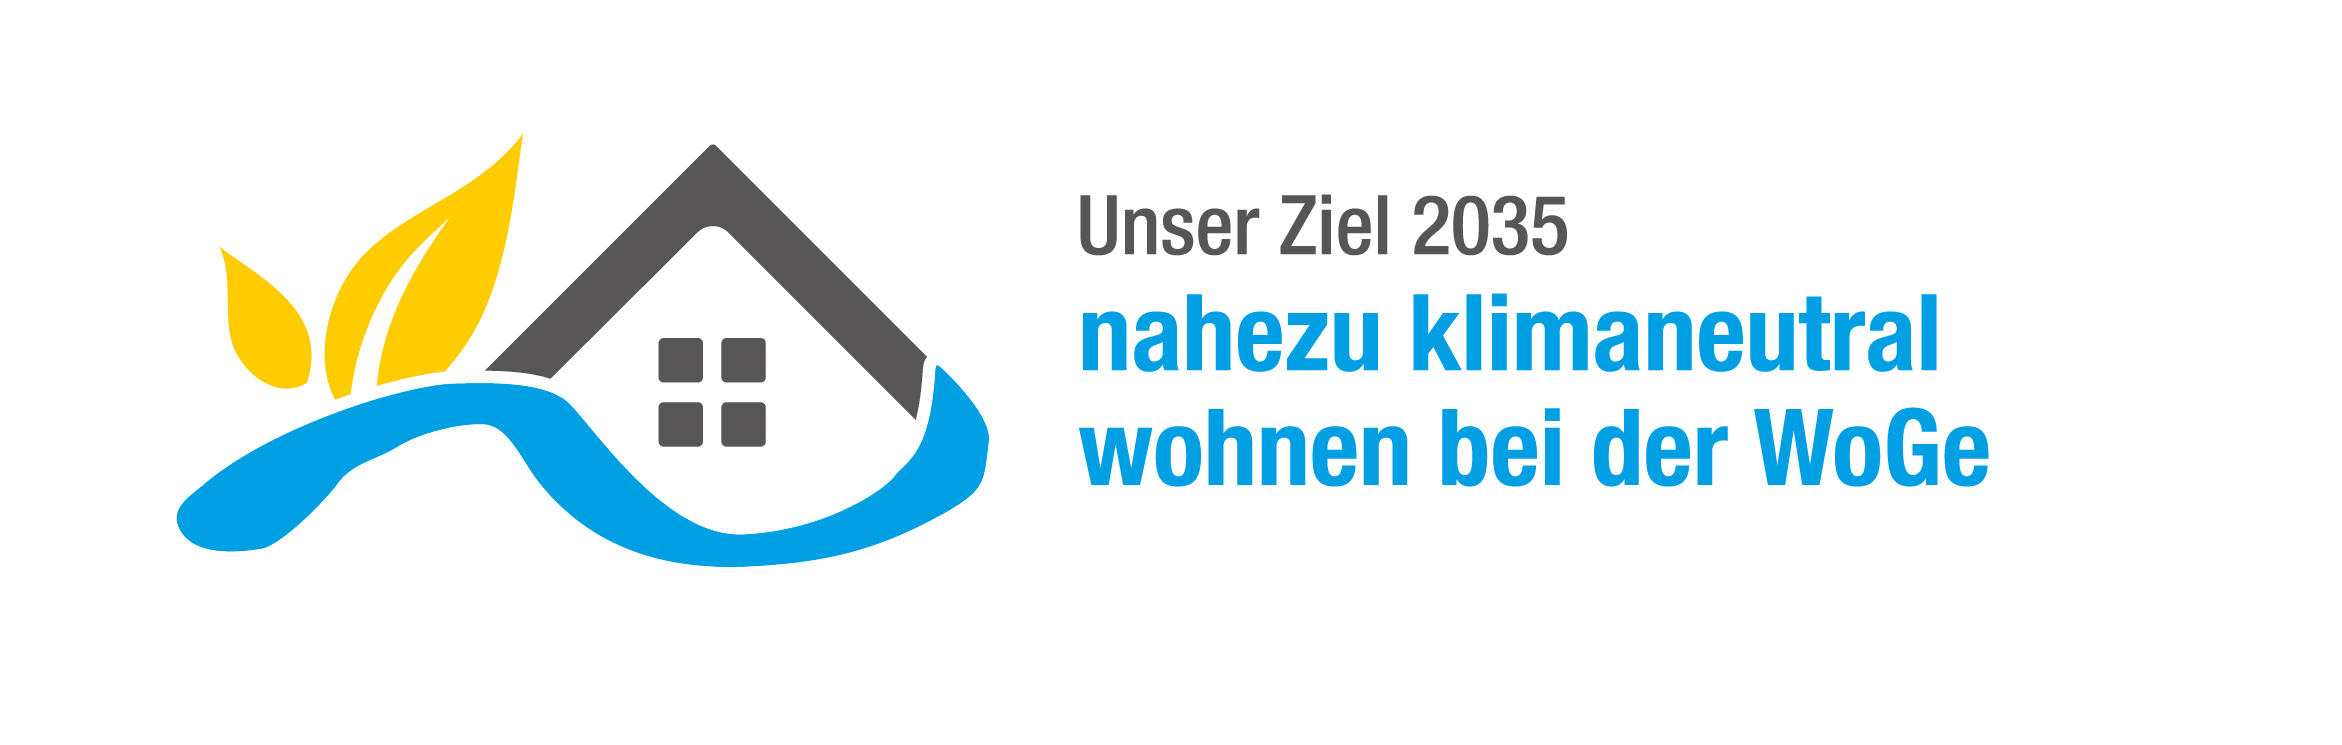 Unser Ziel 2035
nahezu klimaneutral
wohnen bei der WoGe